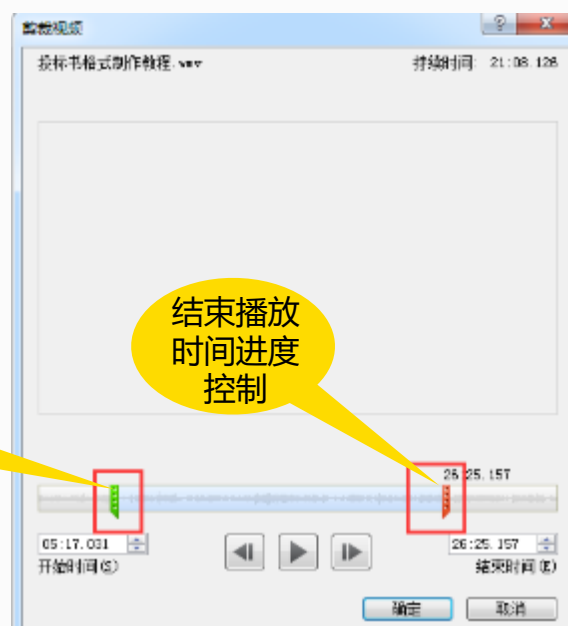 剪裁视频
投标书格式制作教程.wmv 持续时间: 21:08.126
结束播放
时间进度
控制
26:25.157
05:17.031 26:25.157
开始时间(S) 结束时间(E)
确定 取消